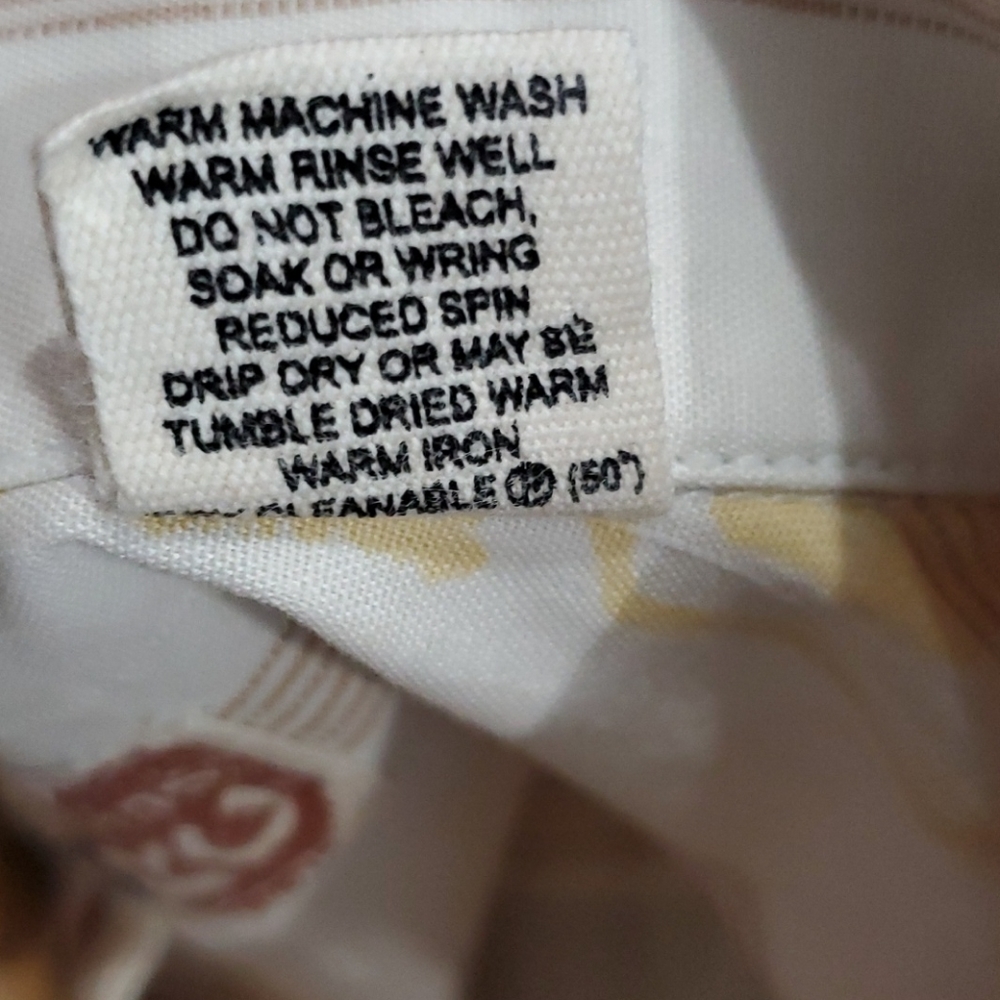 WARM MACHINE WASH
WARM RINSE WELL
DO NOT BLEACH,
SOAK OR WRING
REDUCED SPIN
DRIP DRY OR MAY BE
TUMBLE DRIED WARM
WARM IRON
CLEANABLE Ⓟ (50°)